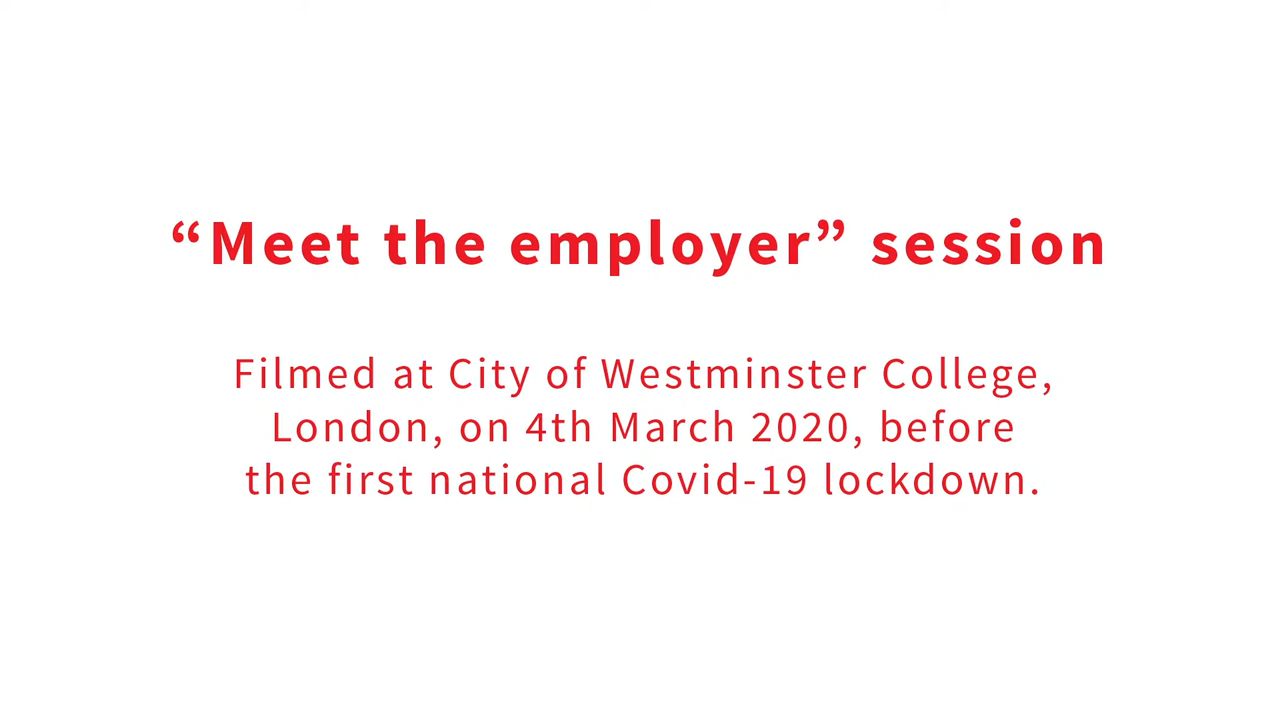 “Meet the employer” session
Filmed at City of Westminster College,
London, on 4th March 2020, before
the first national Covid-19 lockdown.